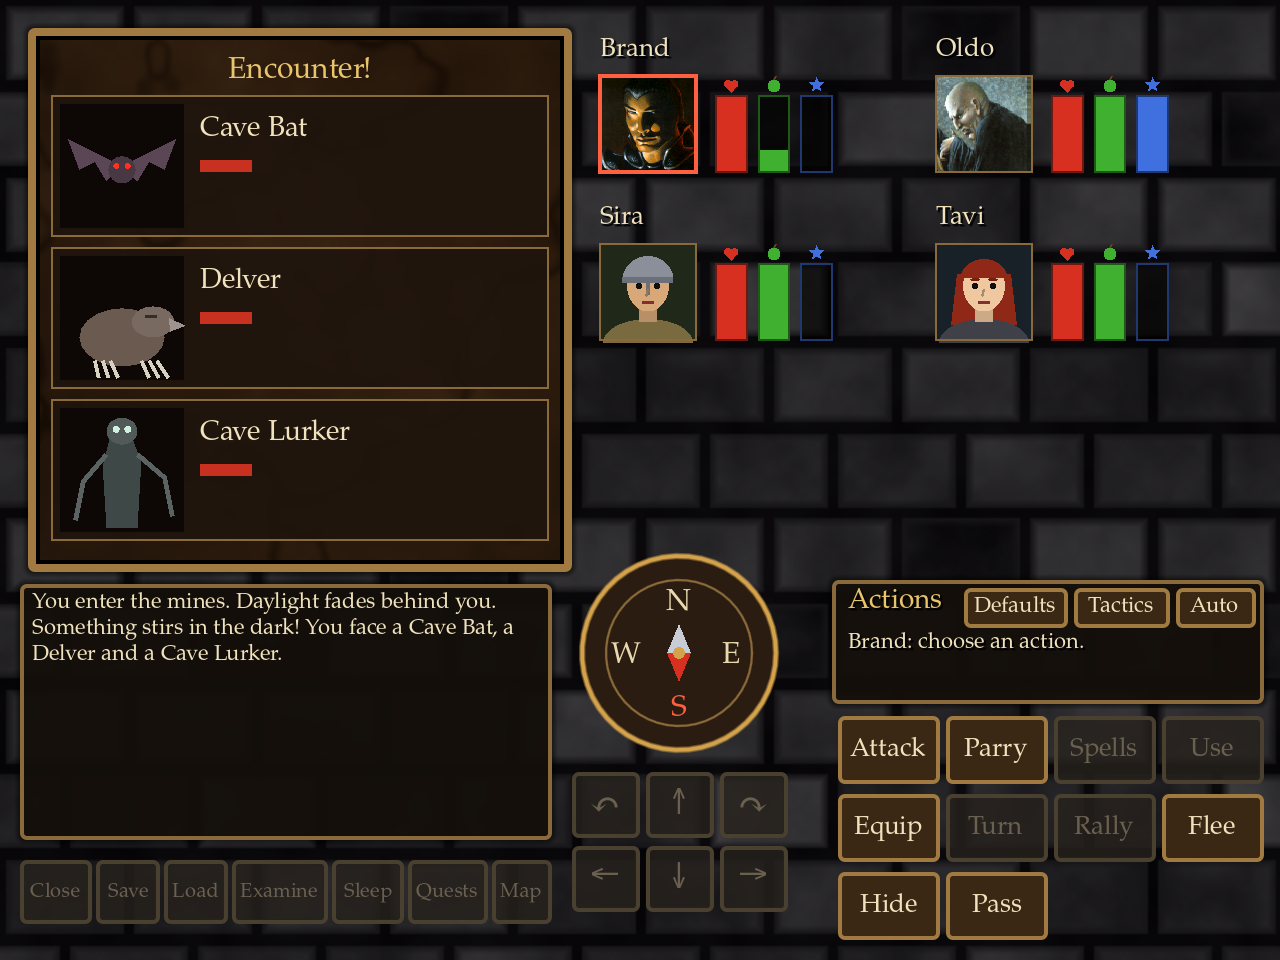 Encounter!
Cave Bat
Delver
Cave Lurker
Brand
Oldo
Sira
Tavi
You enter the mines. Daylight fades behind you.
Something stirs in the dark! You face a Cave Bat, a
Delver and a Cave Lurker.
N
W E
S
Actions Defaults Tactics Auto
Brand: choose an action.
Attack Parry Spells Use
Equip Turn Rally Flee
Hide Pass
Close Save Load Examine Sleep Quests Map